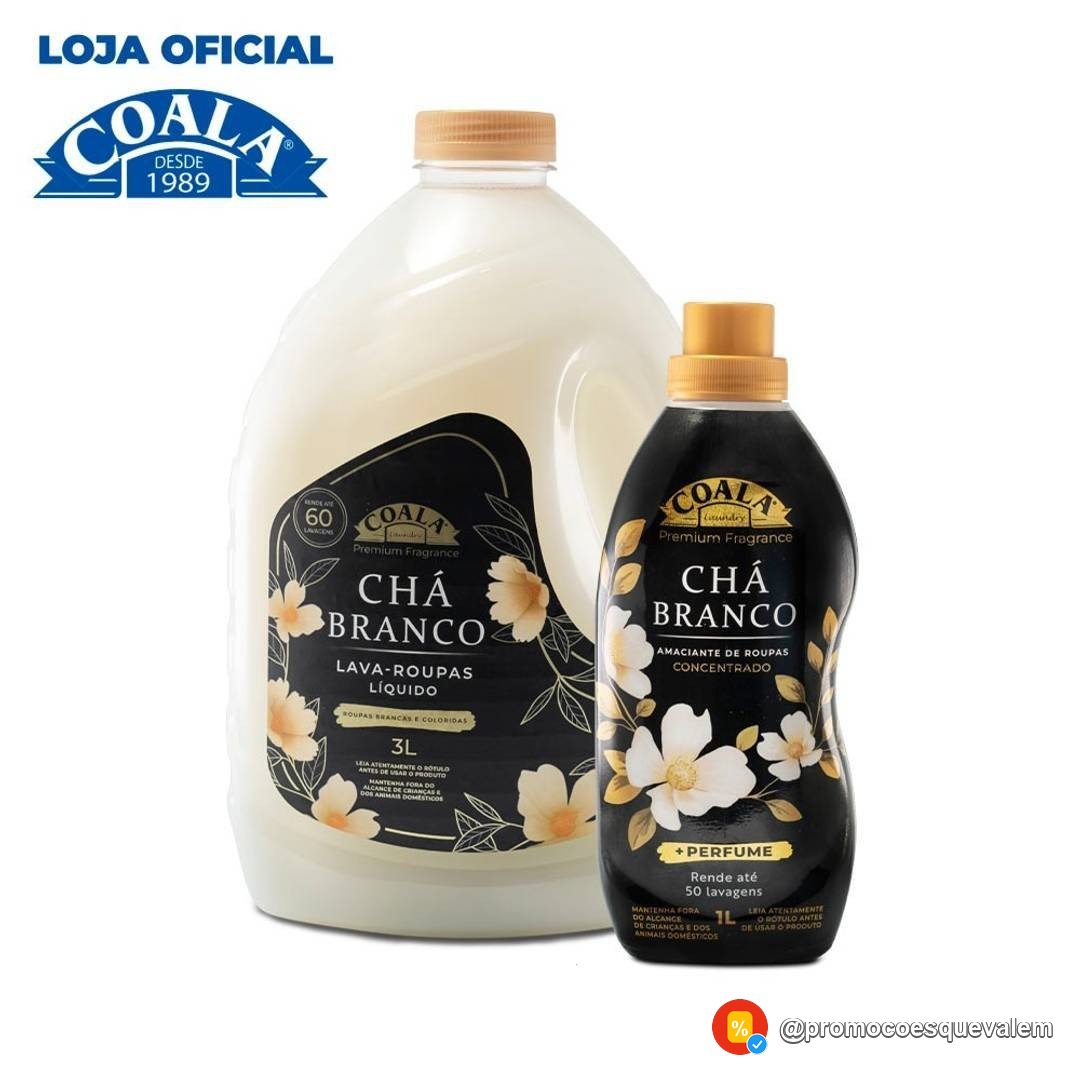 LOJA OFICIAL
COALA®
DESDE
1989
RENDE ATÉ
60
LAVAGENS
COALA
Laundry
Premium Fragrance
CHÁ
BRANCO
LAVA-ROUPAS
LÍQUIDO
ROUPAS BRANCAS E COLORIDAS
3L
LEIA ATENTAMENTE O RÓTULO
ANTES DE USAR O PRODUTO
MANTENHA FORA DO
ALCANCE DE CRIANÇAS E
DOS ANIMAIS DOMÉSTICOS
COALA
Laundry
Premium Fragrance
CHÁ
BRANCO
AMACIANTE DE ROUPAS
CONCENTRADO
+PERFUME
Rende até
50 lavagens
MANTENHA FORA
DO ALCANCE
DE CRIANÇAS E DOS
ANIMAIS DOMÉSTICOS
1L
LEIA ATENTAMENTE
O RÓTULO ANTES
DE USAR O PRODUTO
%
@promocoesquevalem